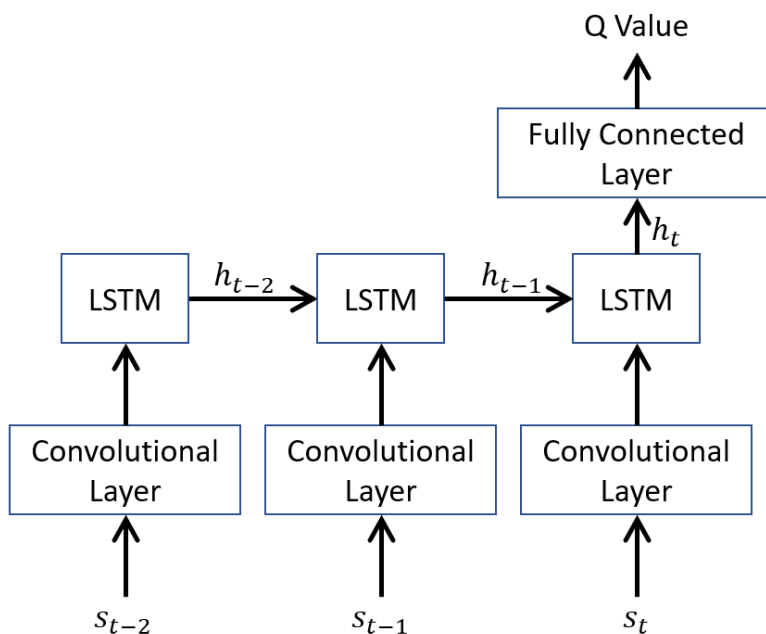 Q Value
Fully Connected
Layer
h_t
h_{t-2}
h_{t-1}
LSTM
LSTM
LSTM
Convolutional
Layer
Convolutional
Layer
Convolutional
Layer
s_{t-2}
s_{t-1}
s_t